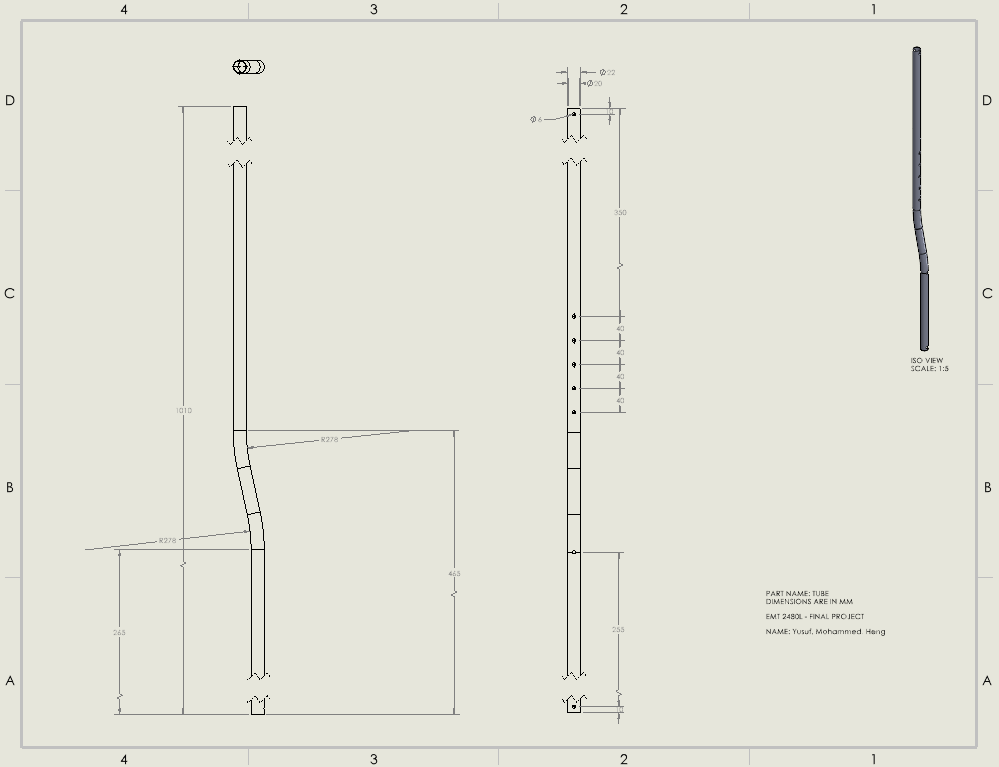 4 3 2 1
D D
C C
B B
A A
Ø22
Ø20
Ø6
350
40
40
40
40
1010
R278
R278
465
265
255
ISO VIEW
SCALE: 1:5
PART NAME: TUBE
DIMENSIONS ARE IN MM
EMT 2480L - FINAL PROJECT
NAME: Yusuf, Mohammed Heng
4 3 2 1